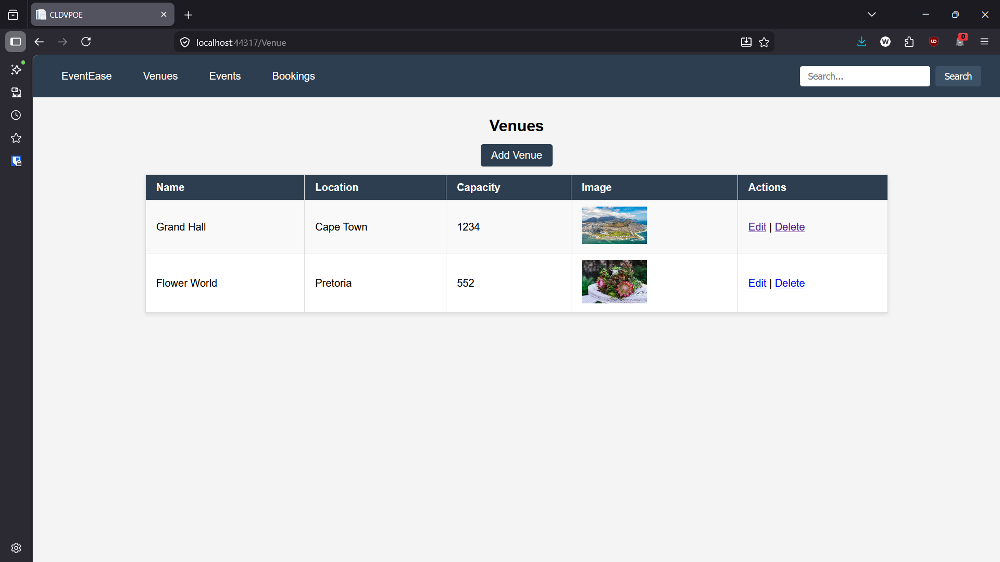 CLDVPOE
localhost:44317/Venue
W
0
EventEase Venues Events Bookings Search... Search
Venues
Add Venue
Name Location Capacity Image Actions
Grand Hall Cape Town 1234 Edit | Delete
Flower World Pretoria 552 Edit | Delete